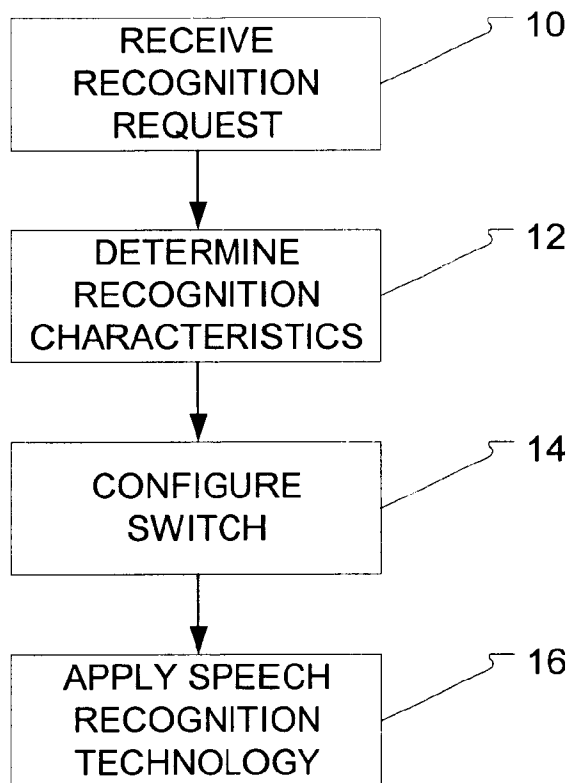 RECEIVE
RECOGNITION
REQUEST
10
DETERMINE
RECOGNITION
CHARACTERISTICS
12
CONFIGURE
SWITCH
14
APPLY SPEECH
RECOGNITION
TECHNOLOGY
16